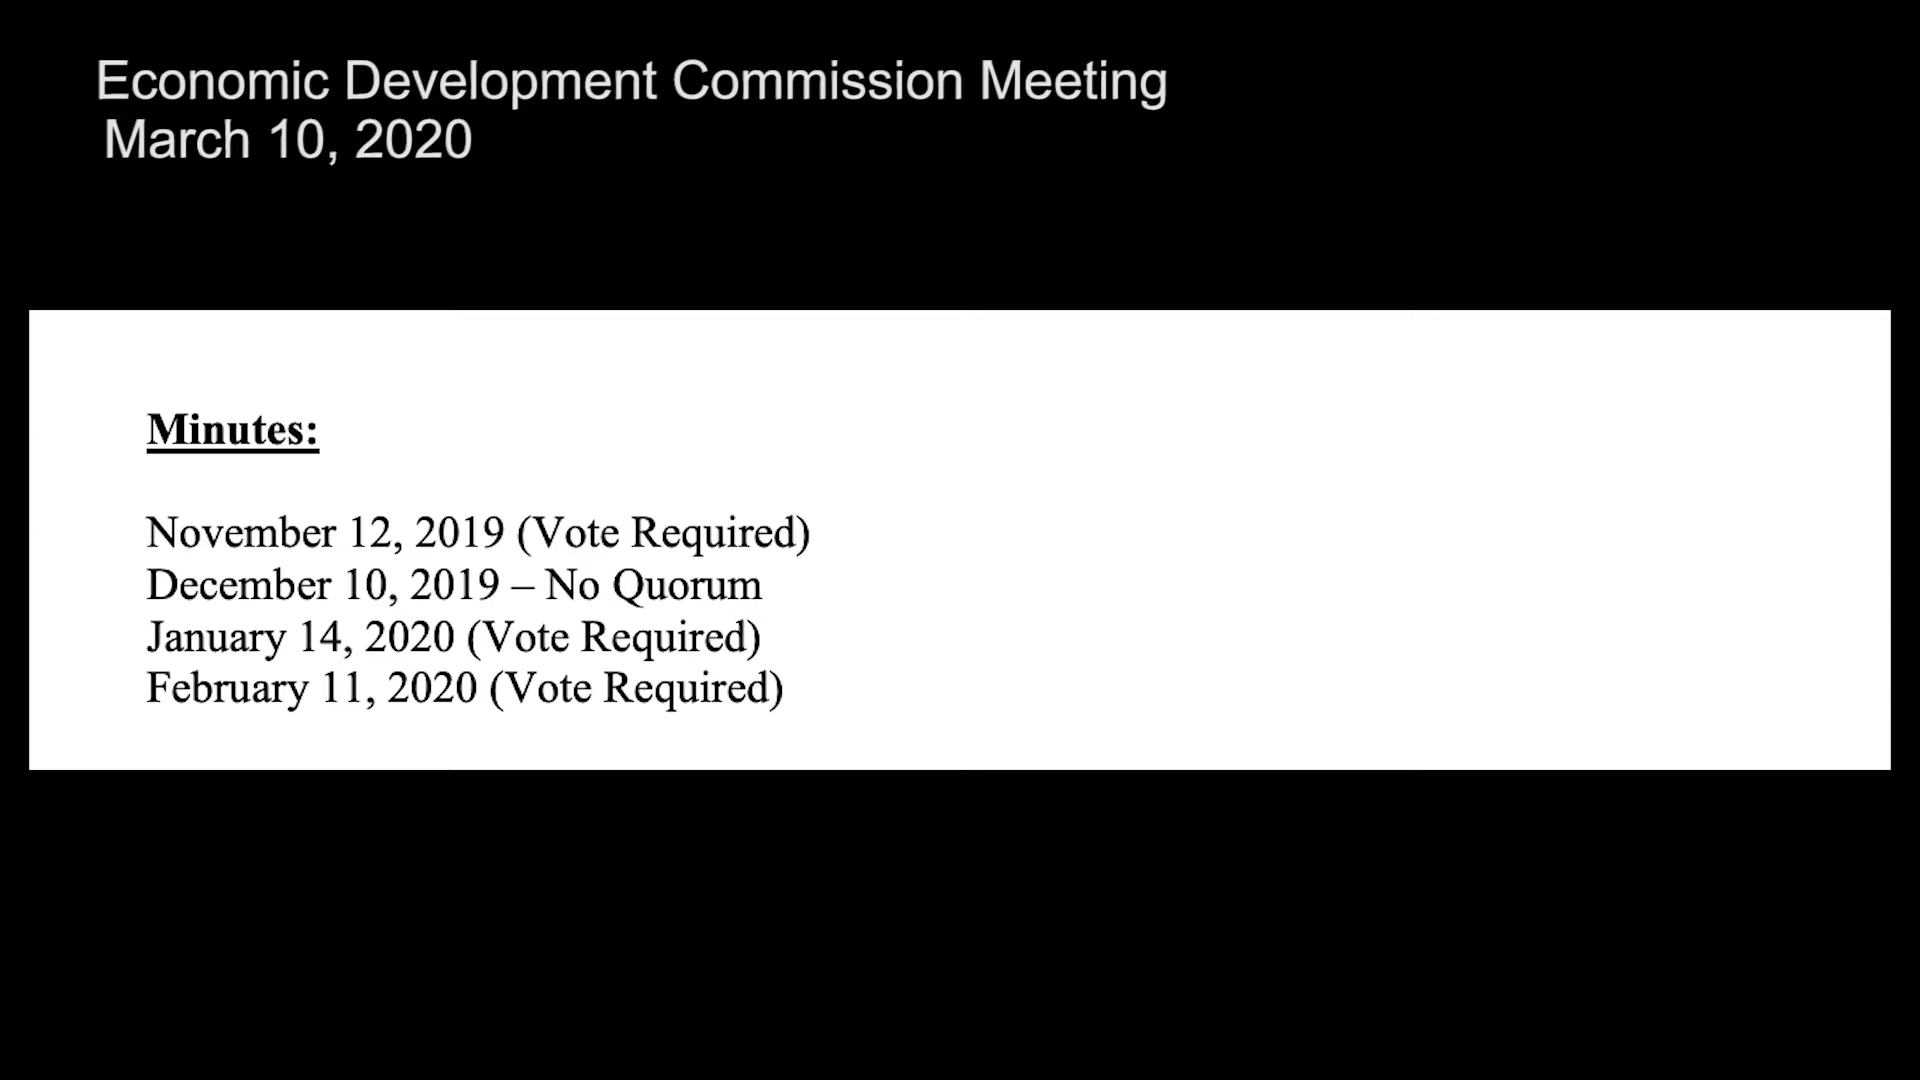 Economic Development Commission Meeting
March 10, 2020
Minutes:
November 12, 2019 (Vote Required)
December 10, 2019 – No Quorum
January 14, 2020 (Vote Required)
February 11, 2020 (Vote Required)